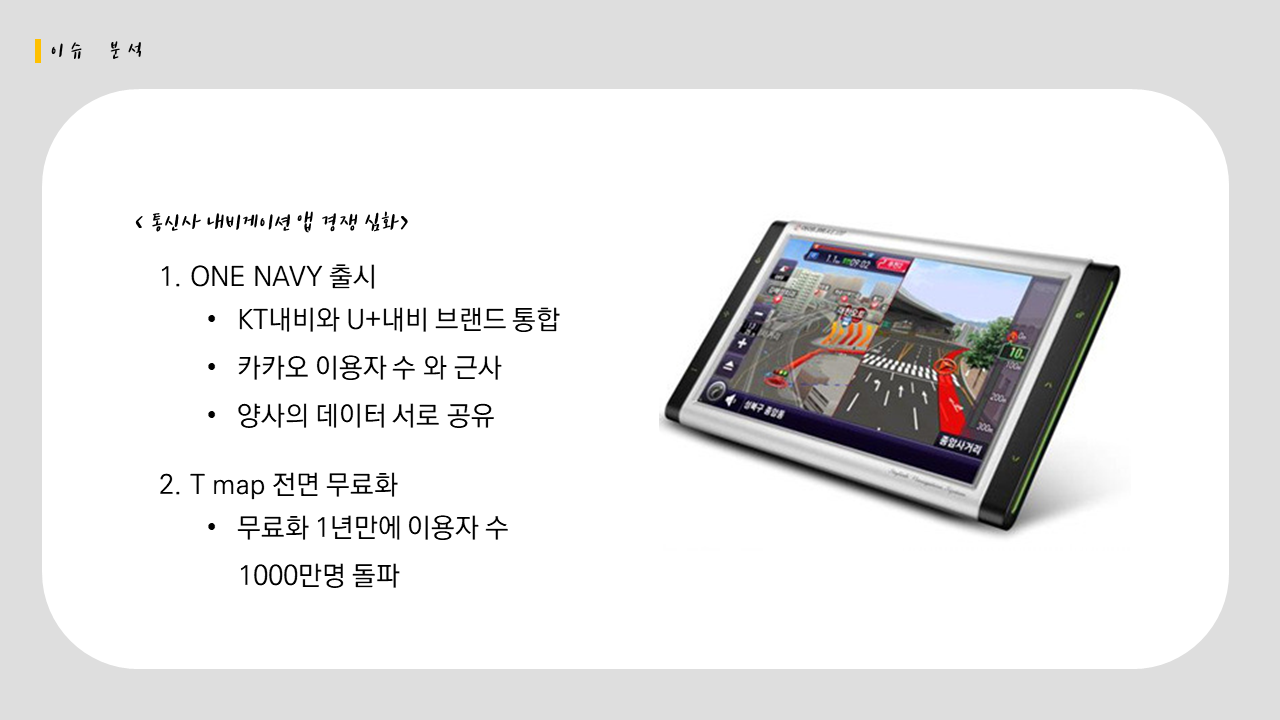 이슈 분석
< 통신사 내비게이션 앱 경쟁 심화>
1. ONE NAVY 출시
• KT내비와 U+내비 브랜드 통합
• 카카오 이용자 수 와 근사
• 양사의 데이터 서로 공유
2. T map 전면 무료화
• 무료화 1년만에 이용자 수
1000만명 돌파
09:02
10
0m
100m
200m
300m
성북구 종암동
종암사거리